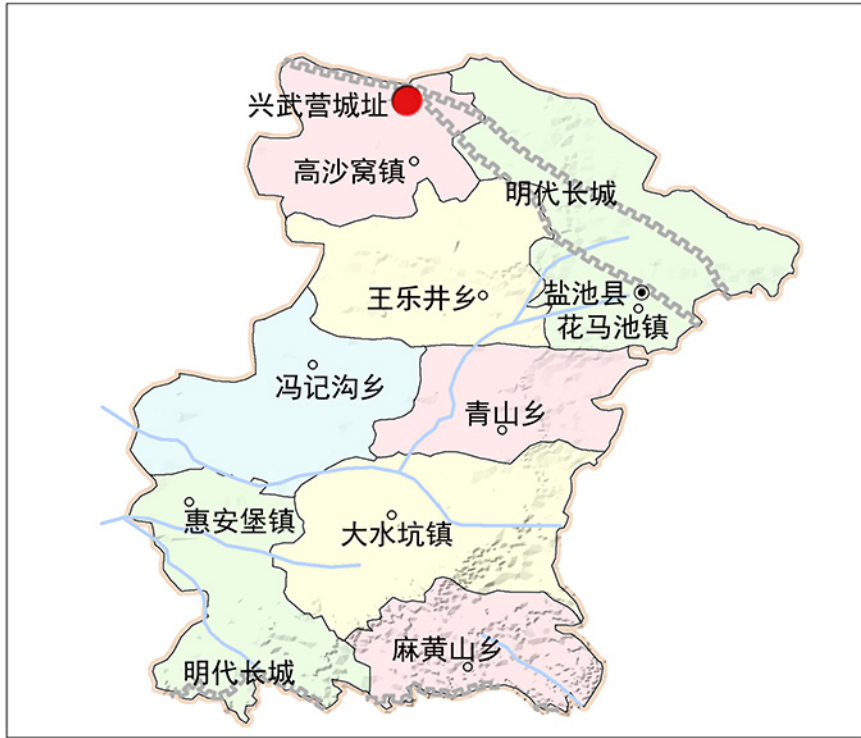 兴武营城址
高沙窝镇
明代长城
王乐井乡
盐池县
花马池镇
冯记沟乡
青山乡
惠安堡镇
大水坑镇
麻黄山乡
明代长城